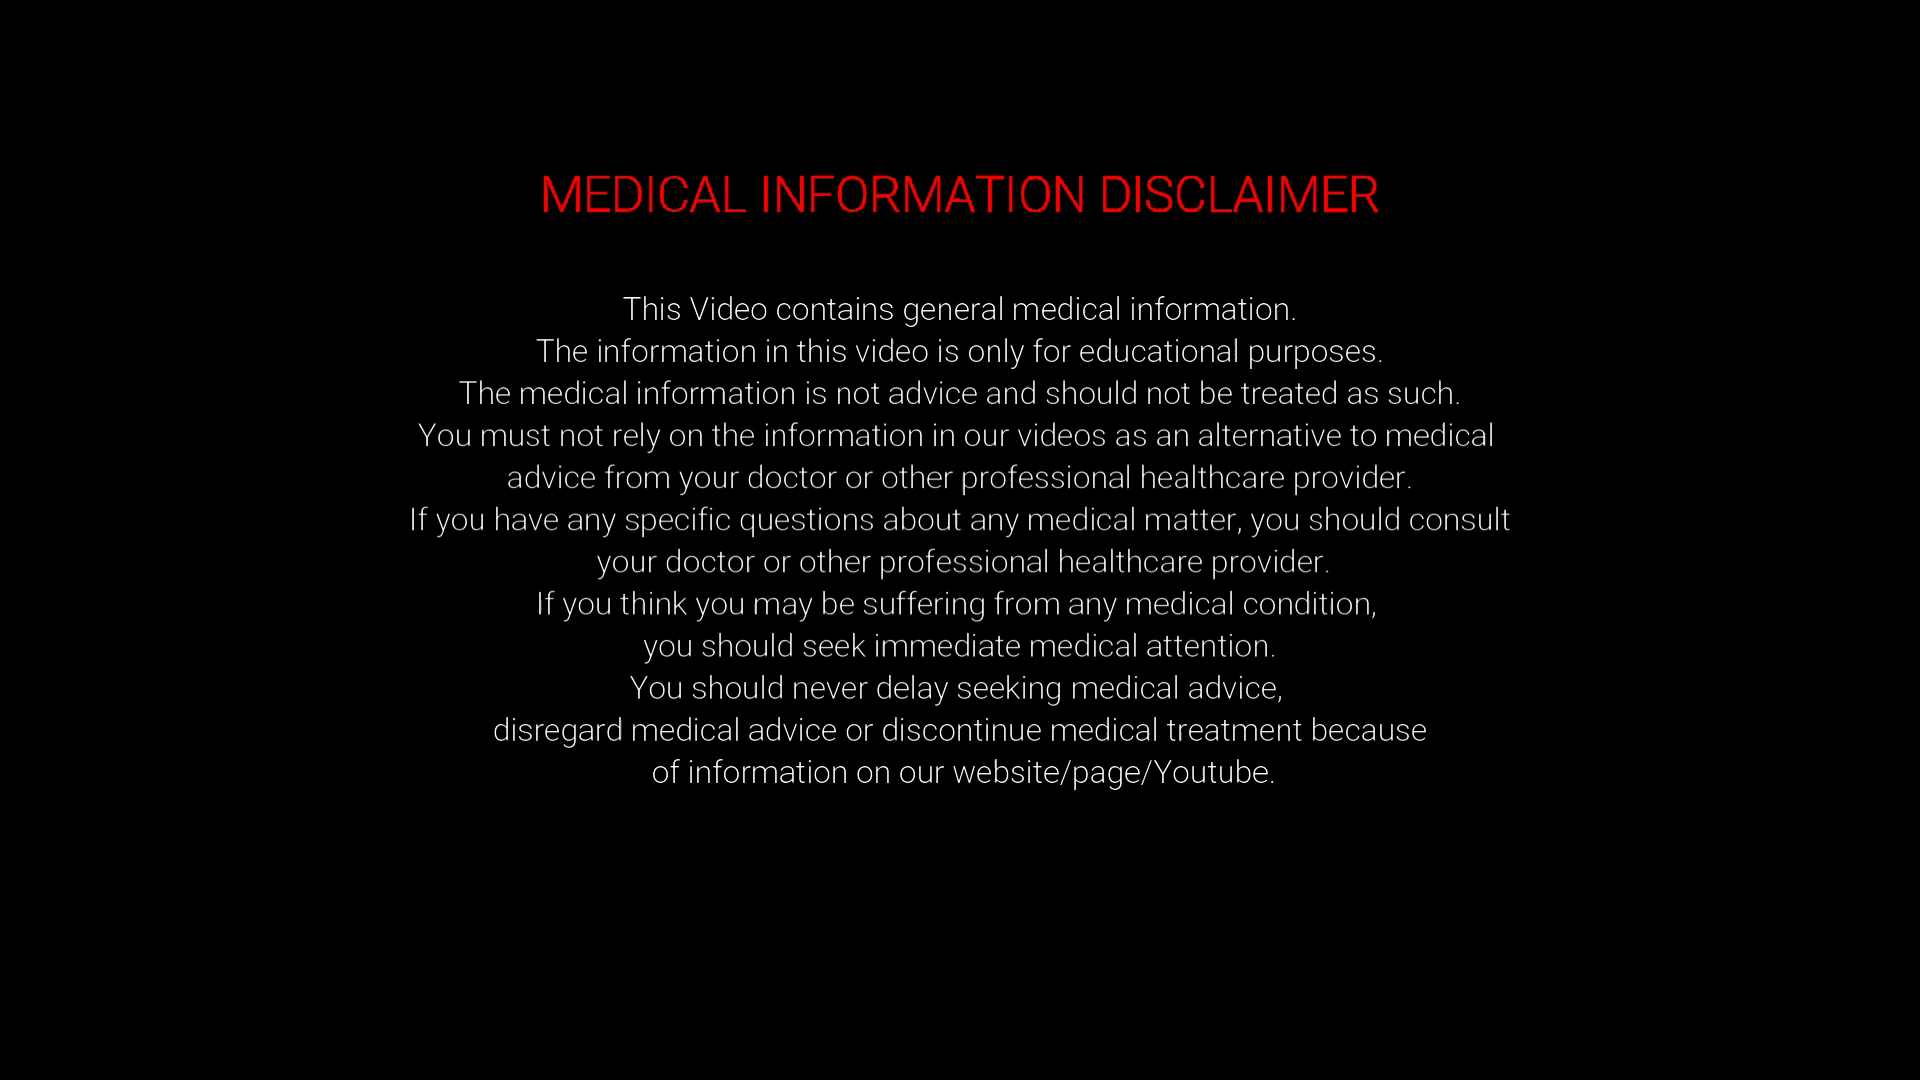 MEDICAL INFORMATION DISCLAIMER
This Video contains general medical information.
The information in this video is only for educational purposes.
The medical information is not advice and should not be treated as such.
You must not rely on the information in our videos as an alternative to medical
advice from your doctor or other professional healthcare provider.
If you have any specific questions about any medical matter, you should consult
your doctor or other professional healthcare provider.
If you think you may be suffering from any medical condition,
you should seek immediate medical attention.
You should never delay seeking medical advice,
disregard medical advice or discontinue medical treatment because
of information on our website/page/Youtube.